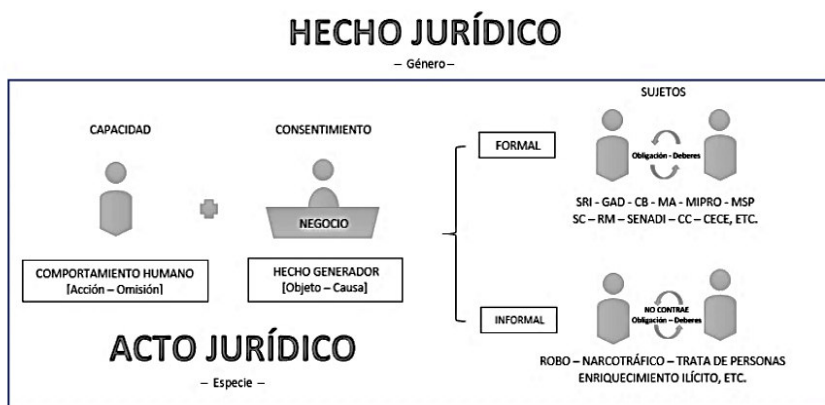 HECHO JURÍDICO
– Género –
CAPACIDAD
CONSENTIMIENTO
NEGOCIO
COMPORTAMIENTO HUMANO
[Acción – Omisión]
HECHO GENERADOR
[Objeto – Causa]
ACTO JURÍDICO
– Especie –
FORMAL
SUJETOS
Obligación - Deberes
SRI - GAD - CB - MA - MIPRO - MSP
SC – RM – SENADI – CC – CECE, ETC.
INFORMAL
NO CONTRAE
Obligación – Deberes
ROBO – NARCOTRÁFICO – TRATA DE PERSONAS
ENRIQUECIMIENTO ILÍCITO, ETC.